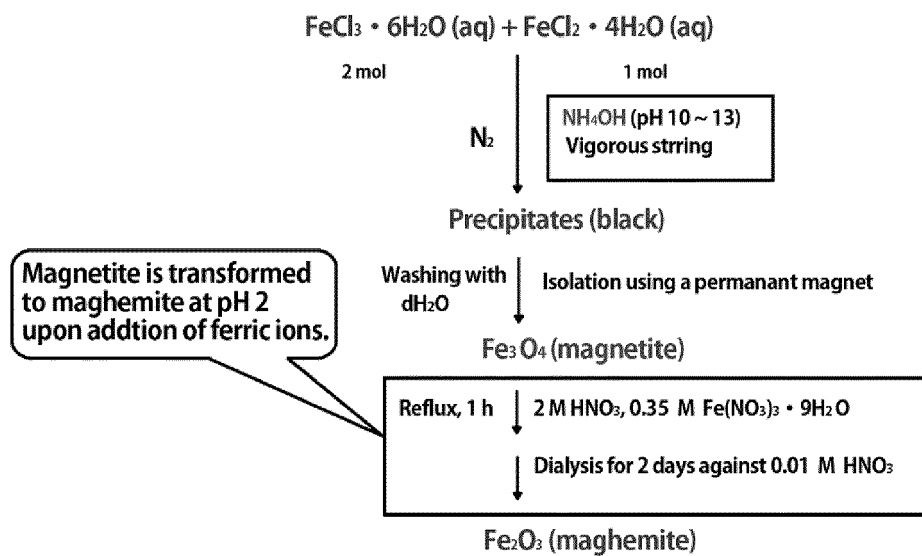 FeCl3 • 6H2O (aq) + FeCl2 • 4H2O (aq)
2 mol
1 mol
N2
NH4OH (pH 10 ~ 13)
Vigorous strring
Precipitates (black)
Washing with
dH2O
Isolation using a permanant magnet
Magnetite is transformed
to maghemite at pH 2
upon addtion of ferric ions.
Fe3O4 (magnetite)
Reflux, 1 h
2 M HNO3, 0.35 M Fe(NO3)3 • 9H2O
Dialysis for 2 days against 0.01 M HNO3
Fe2O3 (maghemite)